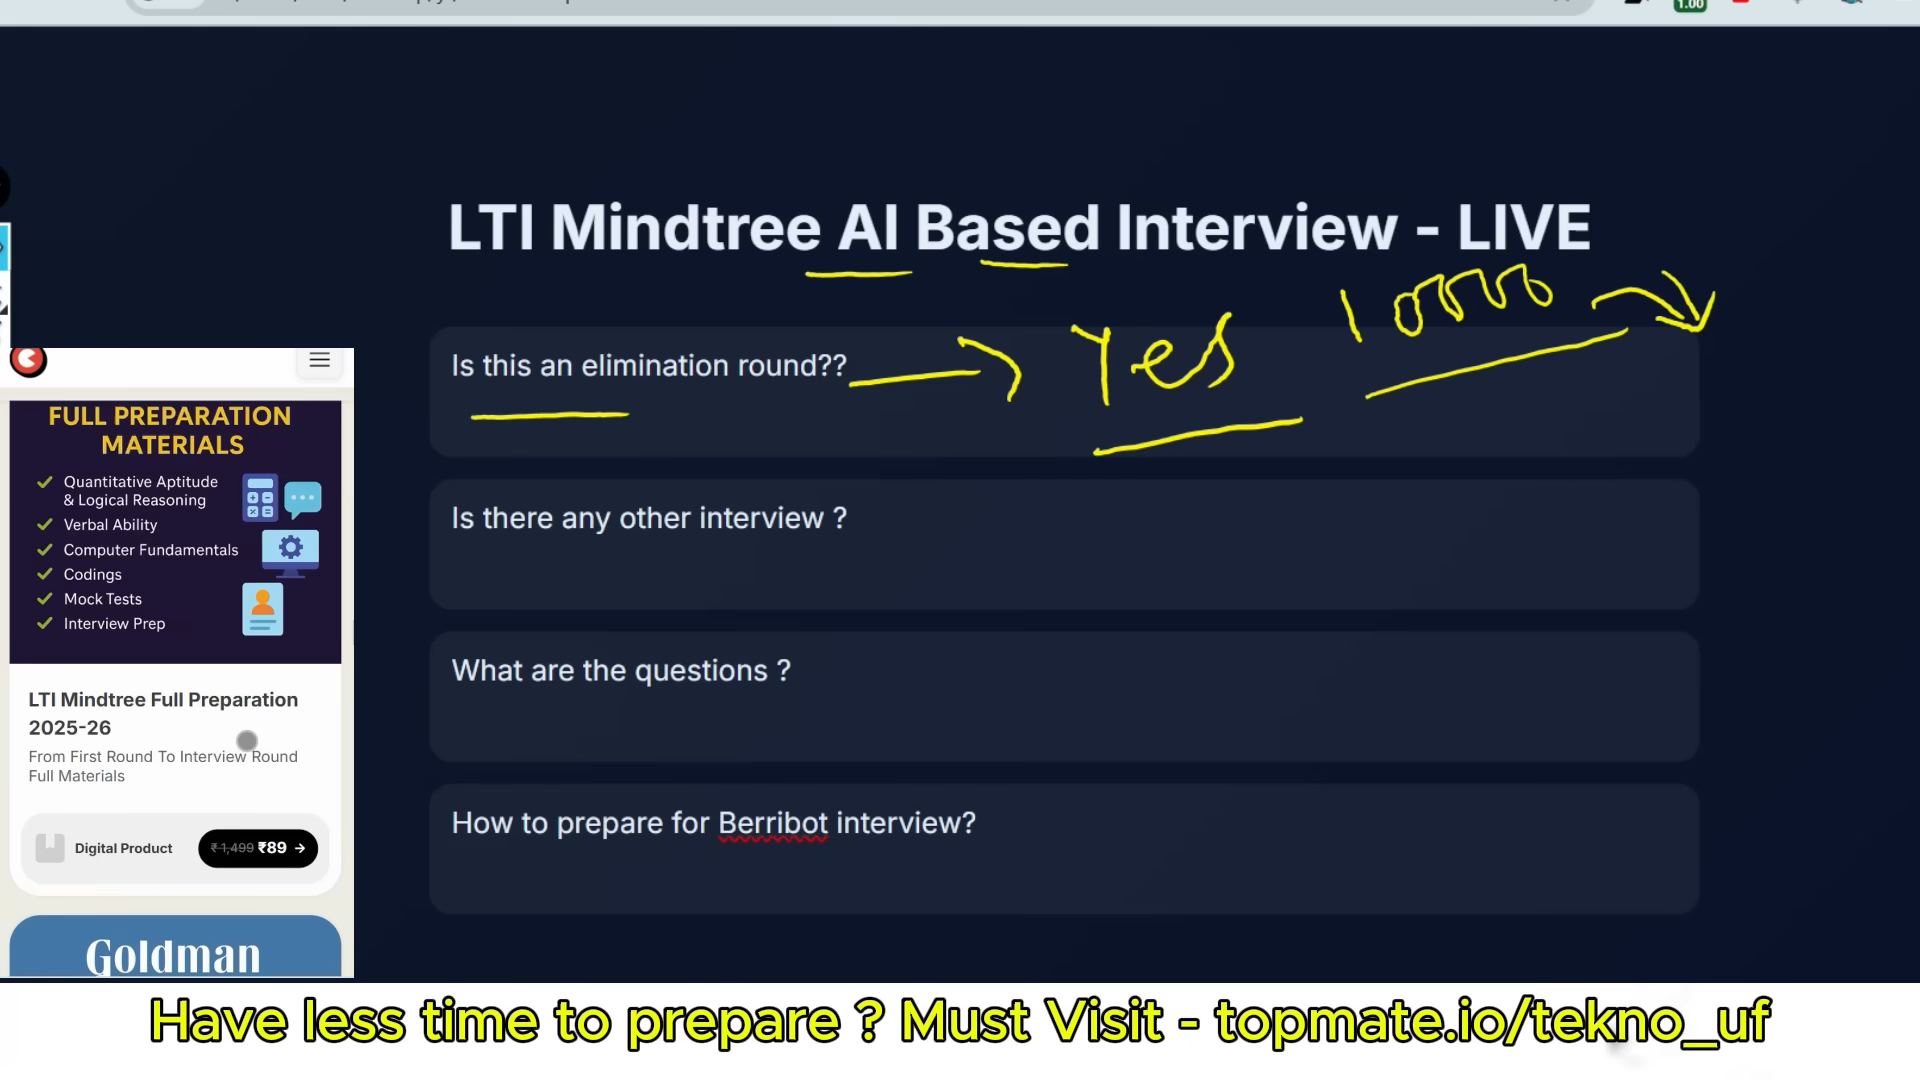 1.00
LTI Mindtree AI Based Interview - LIVE
Is this an elimination round??
Yes
Is there any other interview ?
What are the questions ?
How to prepare for Berribot interview?
FULL PREPARATION
MATERIALS
Quantitative Aptitude
& Logical Reasoning
Verbal Ability
Computer Fundamentals
Codings
Mock Tests
Interview Prep
LTI Mindtree Full Preparation
2025-26
From First Round To Interview Round
Full Materials
Digital Product
₹1,499 ₹89 →
Goldman
Have less time to prepare ? Must Visit - topmate.io/tekno_uf